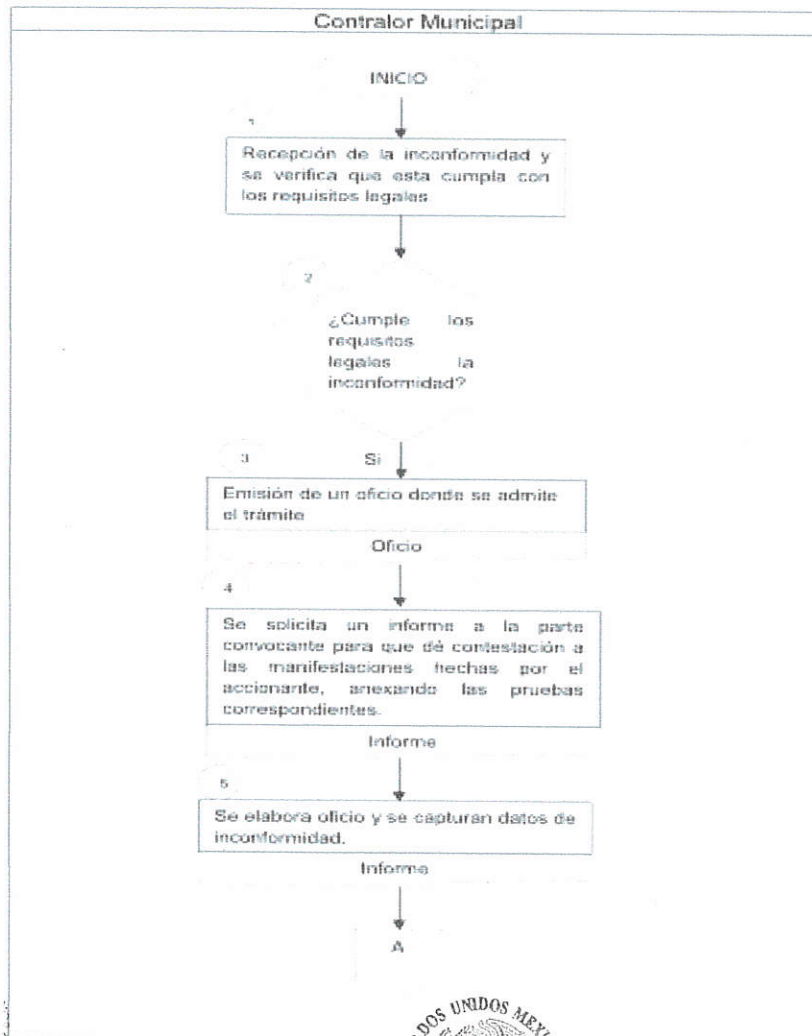 Contralor Municipal
INICIO
1
Recepción de la inconformidad y
se verifica que esta cumpla con
los requisitos legales
2
¿Cumple los
requisitos
legales la
inconformidad?
3
Si
Emisión de un oficio donde se admite
el trámite
Oficio
4
Se solicita un informe a la parte
convocante para que dé contestación a
las manifestaciones hechas por el
accionante, anexando las pruebas
correspondientes.
Informe
5
Se elabora oficio y se capturan datos de
inconformidad.
Informe
A
UNIDOS